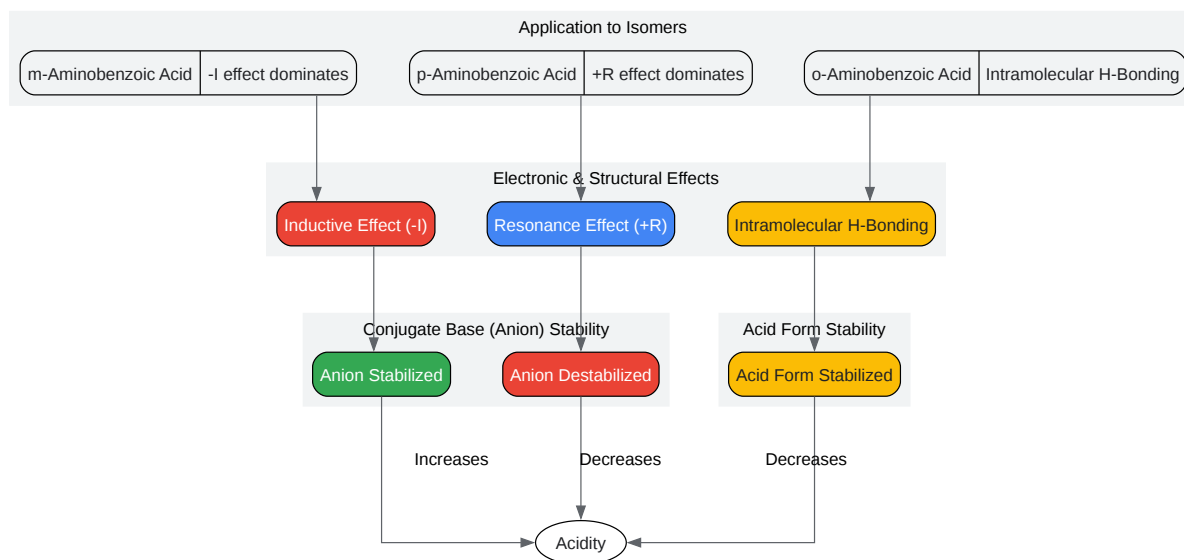 Application to Isomers
m-Aminobenzoic Acid -I effect dominates
p-Aminobenzoic Acid +R effect dominates
o-Aminobenzoic Acid Intramolecular H-Bonding
Electronic & Structural Effects
Inductive Effect (-I)
Resonance Effect (+R)
Intramolecular H-Bonding
Conjugate Base (Anion) Stability
Acid Form Stability
Anion Stabilized
Anion Destabilized
Acid Form Stabilized
Increases
Decreases
Decreases
Acidity